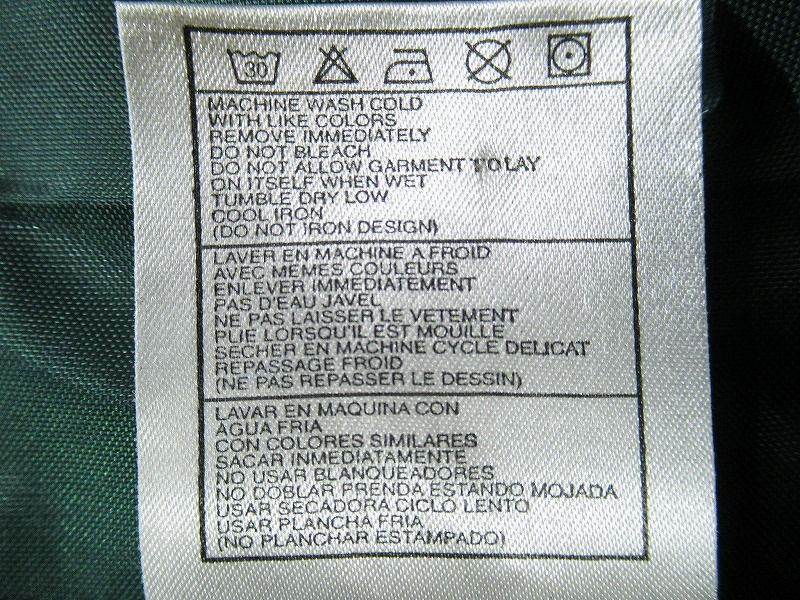 30
MACHINE WASH COLD
WITH LIKE COLORS
REMOVE IMMEDIATELY
DO NOT BLEACH
DO NOT ALLOW GARMENT TO LAY
ON ITSELF WHEN WET
TUMBLE DRY LOW
COOL IRON
(DO NOT IRON DESIGN)
LAVER EN MACHINE A FROID
AVEC MEMES COULEURS
ENLEVER IMMEDIATEMENT
PAS D'EAU JAVEL
NE PAS LAISSER LE VETEMENT
PLIE LORSQU'IL EST MOUILLE
SECHER EN MACHINE CYCLE DELICAT
REPASSAGE FROID
(NE PAS REPASSER LE DESSIN)
LAVAR EN MAQUINA CON
AGUA FRIA
CON COLORES SIMILARES
SACAR INMEDIATAMENTE
NO USAR BLANQUEADORES
NO DOBLAR PRENDA ESTANDO MOJADA
USAR SECADORA CICLO LENTO
USAR PLANCHA FRIA
(NO PLANCHAR ESTAMPADO)